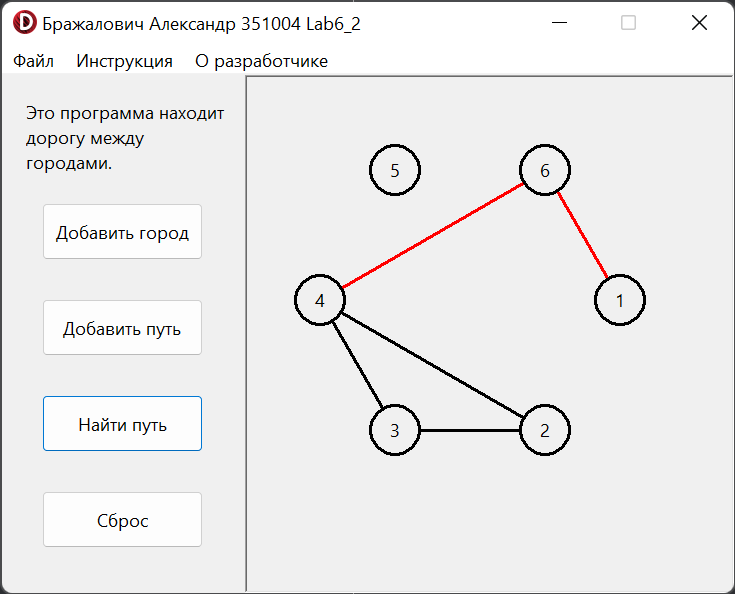 Бражалович Александр 351004 Lab6_2
Файл Инструкция О разработчике
Это программа находит
дорогу между
городами.
Добавить город
Добавить путь
Найти путь
Сброс
5 6
4 1
3 2